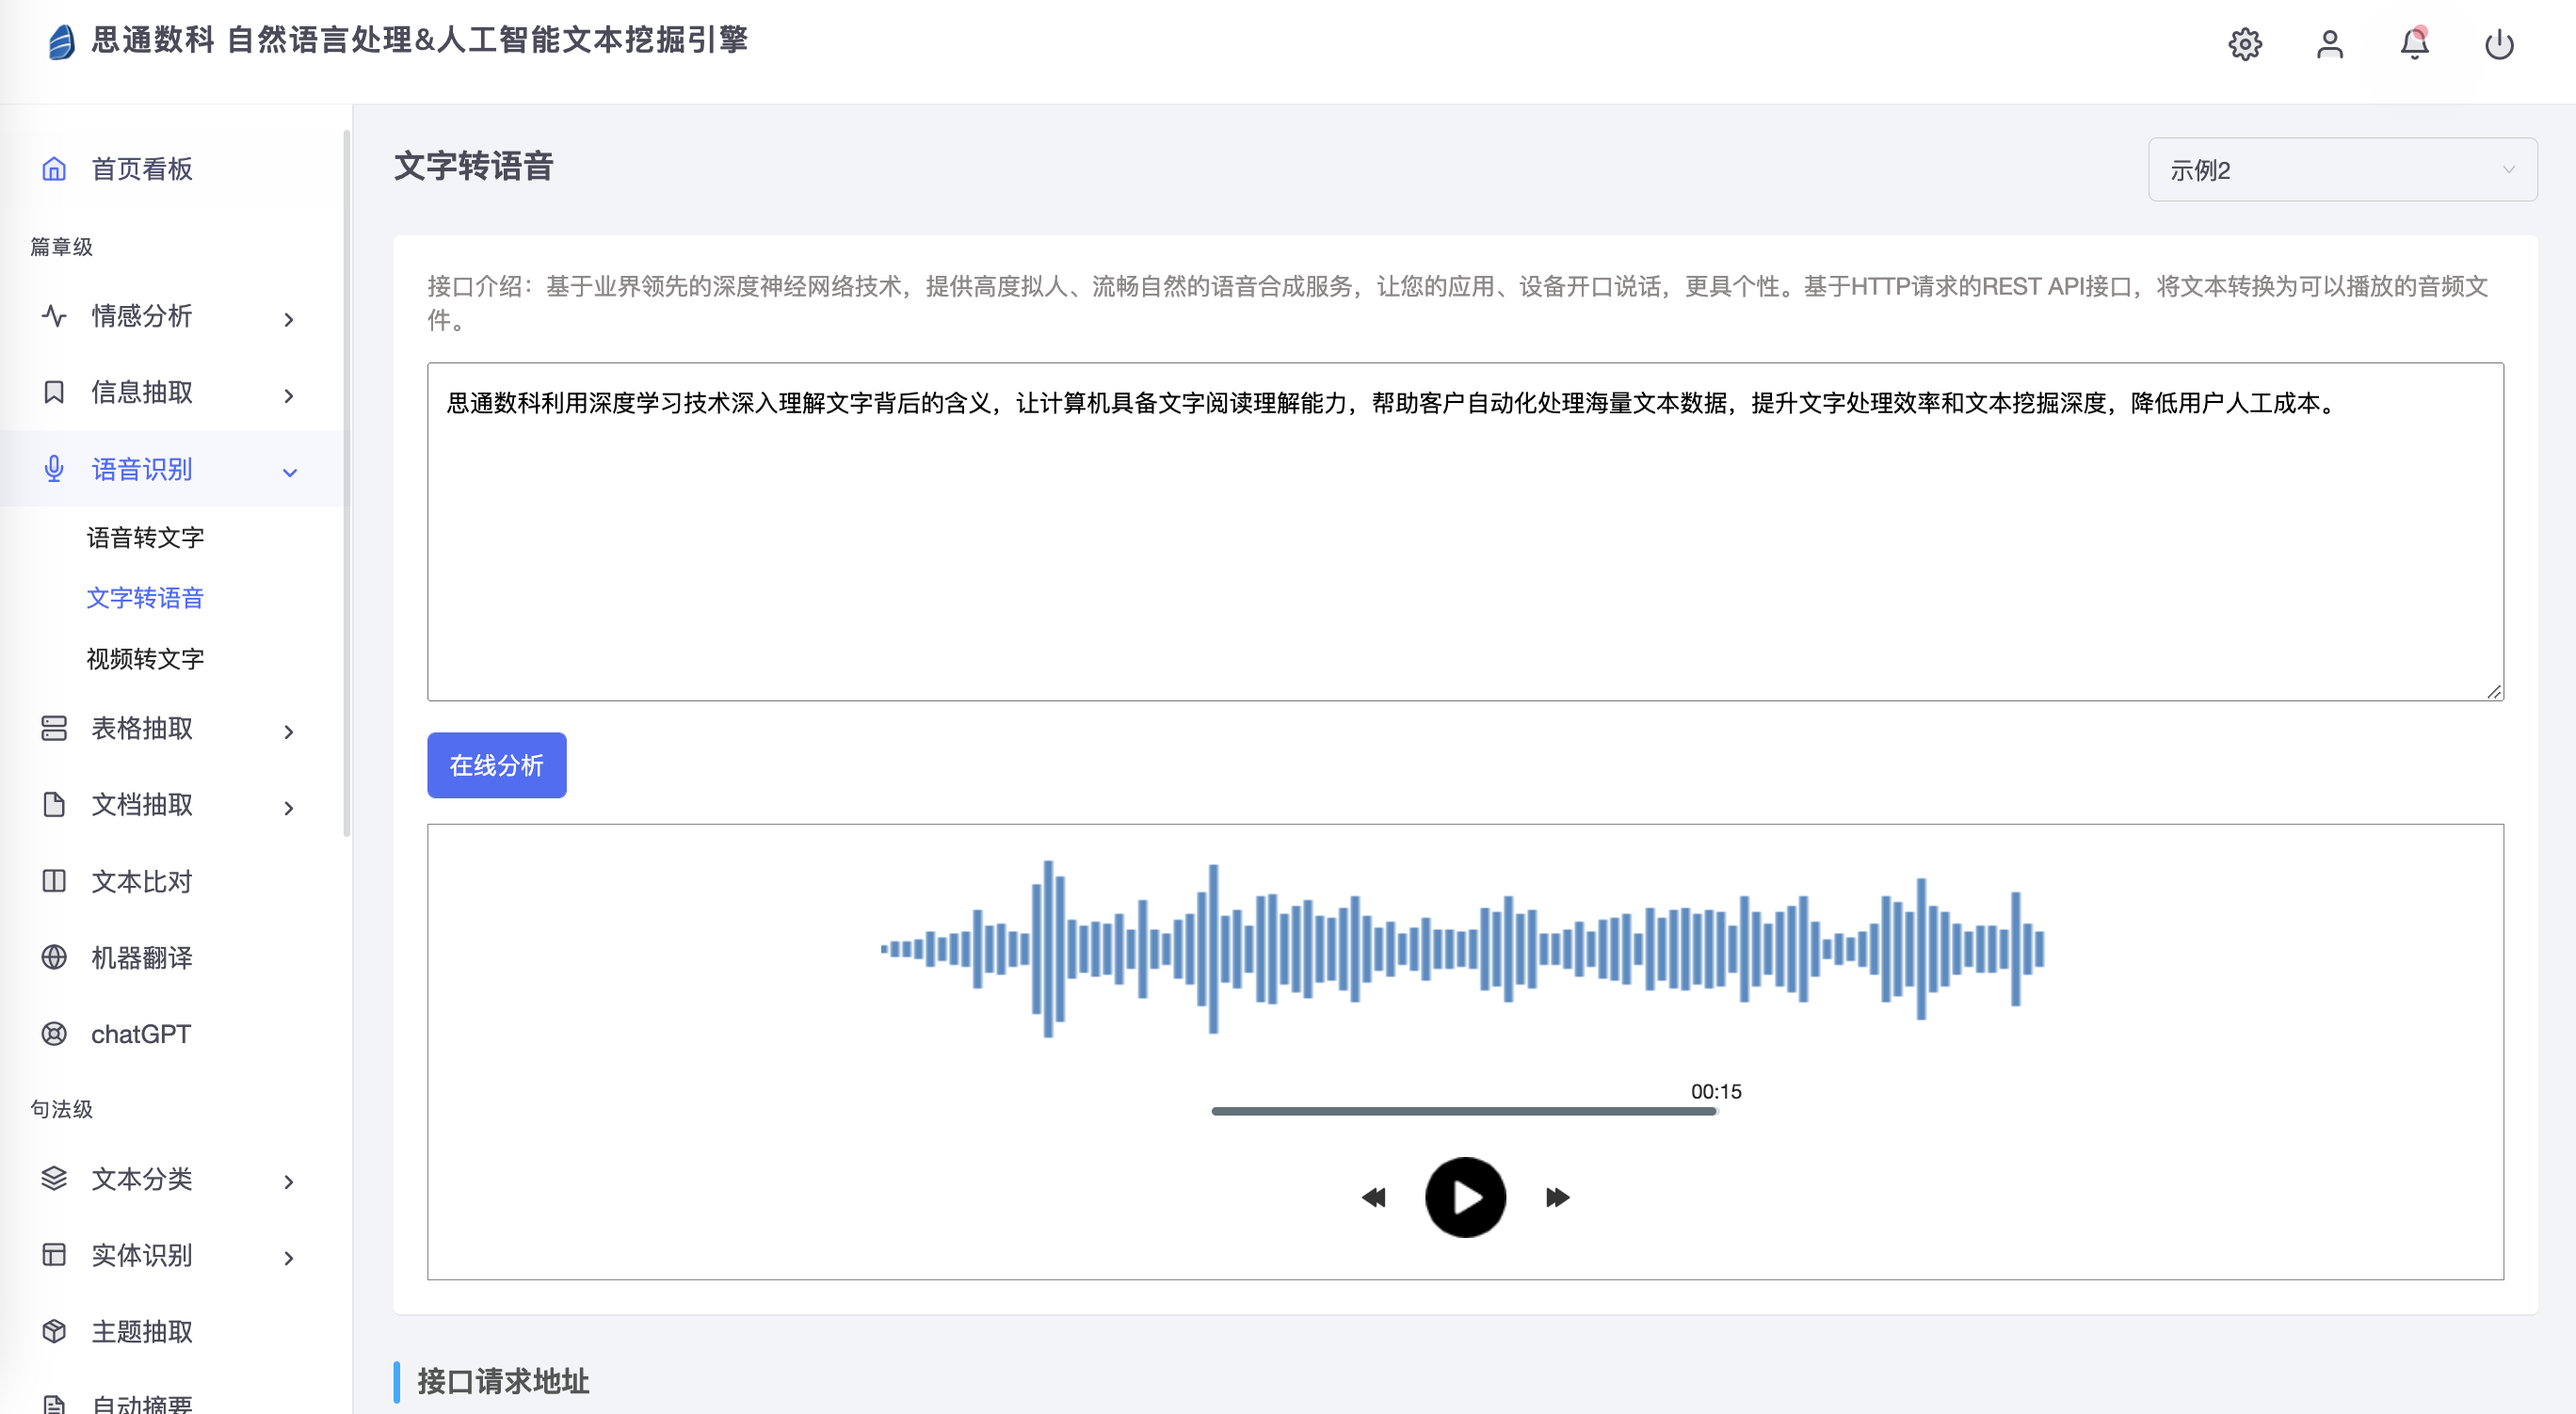 思通数科 自然语言处理&人工智能文本挖掘引擎
首页看板
篇章级
情感分析
信息抽取
语音识别
语音转文字
文字转语音
视频转文字
表格抽取
文档抽取
文本比对
机器翻译
chatGPT
句法级
文本分类
实体识别
主题抽取
自动摘要
文字转语音
示例2
接口介绍：基于业界领先的深度神经网络技术，提供高度拟人、流畅自然的语音合成服务，让您的应用、设备开口说话，更具个性。基于HTTP请求的REST API接口，将文本转换为可以播放的音频文
件。
思通数科利用深度学习技术深入理解文字背后的含义，让计算机具备文字阅读理解能力，帮助客户自动化处理海量文本数据，提升文字处理效率和文本挖掘深度，降低用户人工成本。
在线分析
00:15
接口请求地址